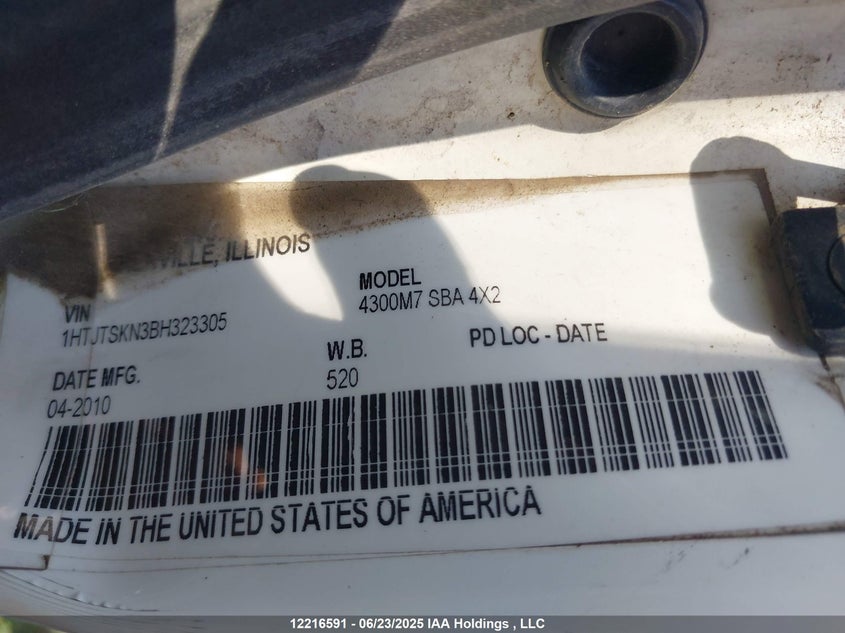 ILLINOIS
VIN
1HTJTSKN3BH323305
MODEL
4300M7 SBA 4X2
DATE MFG.
04-2010
W.B.
520
PD LOC - DATE
MADE IN THE UNITED STATES OF AMERICA
12216591 - 06/23/2025 IAA Holdings , LLC